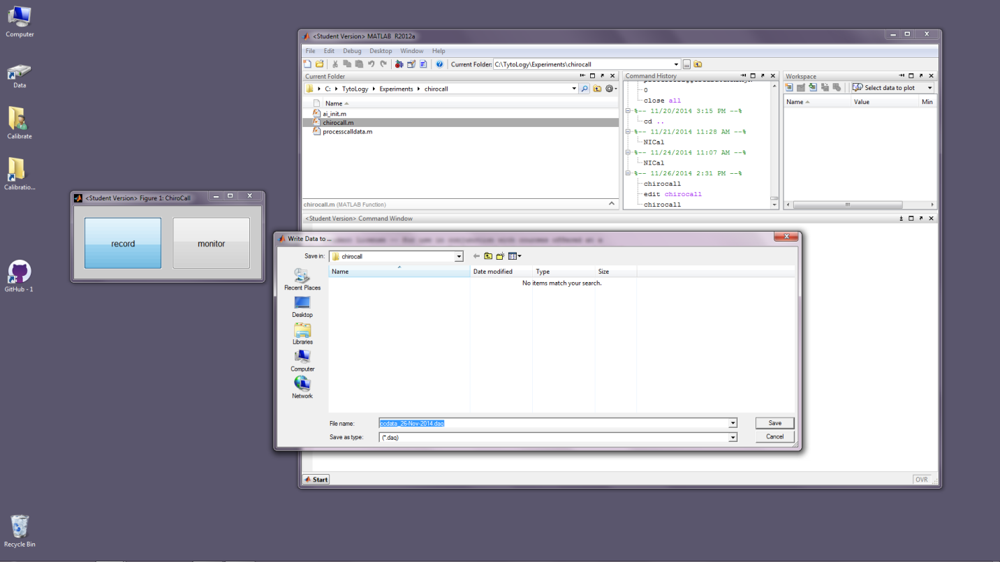 Computer
Data
Calibrate
Calibratio...
GitHub - 1
Recycle Bin
<Student Version> Figure 1: ChiroCall
record
monitor
<Student Version> MATLAB R2012a
File Edit Debug Desktop Window Help
Current Folder: C:\TytoLogy\Experiments\chirocall
Current Folder
C: TytoLogy Experiments chirocall
Name
ai_init.m
chirocall.m
processcalldata.m
chirocall.m (MATLAB Function)
Command History
0
close all
%-- 11/20/2014 3:15 PM --%
cd ..
%-- 11/21/2014 11:28 AM --%
NICal
%-- 11/24/2014 11:07 AM --%
NICal
%-- 11/26/2014 2:31 PM --%
chirocall
edit chirocall
chirocall
Workspace
Select data to plot
Name Value Min
<Student Version> Command Window
Write Data to ...
Save in: chirocall
Recent Places
Desktop
Libraries
Computer
Network
Name Date modified Type Size
No items match your search.
File name: ccdata_26-Nov-2014.daq
Save
Save as type: (*.daq)
Cancel
Start
OVR